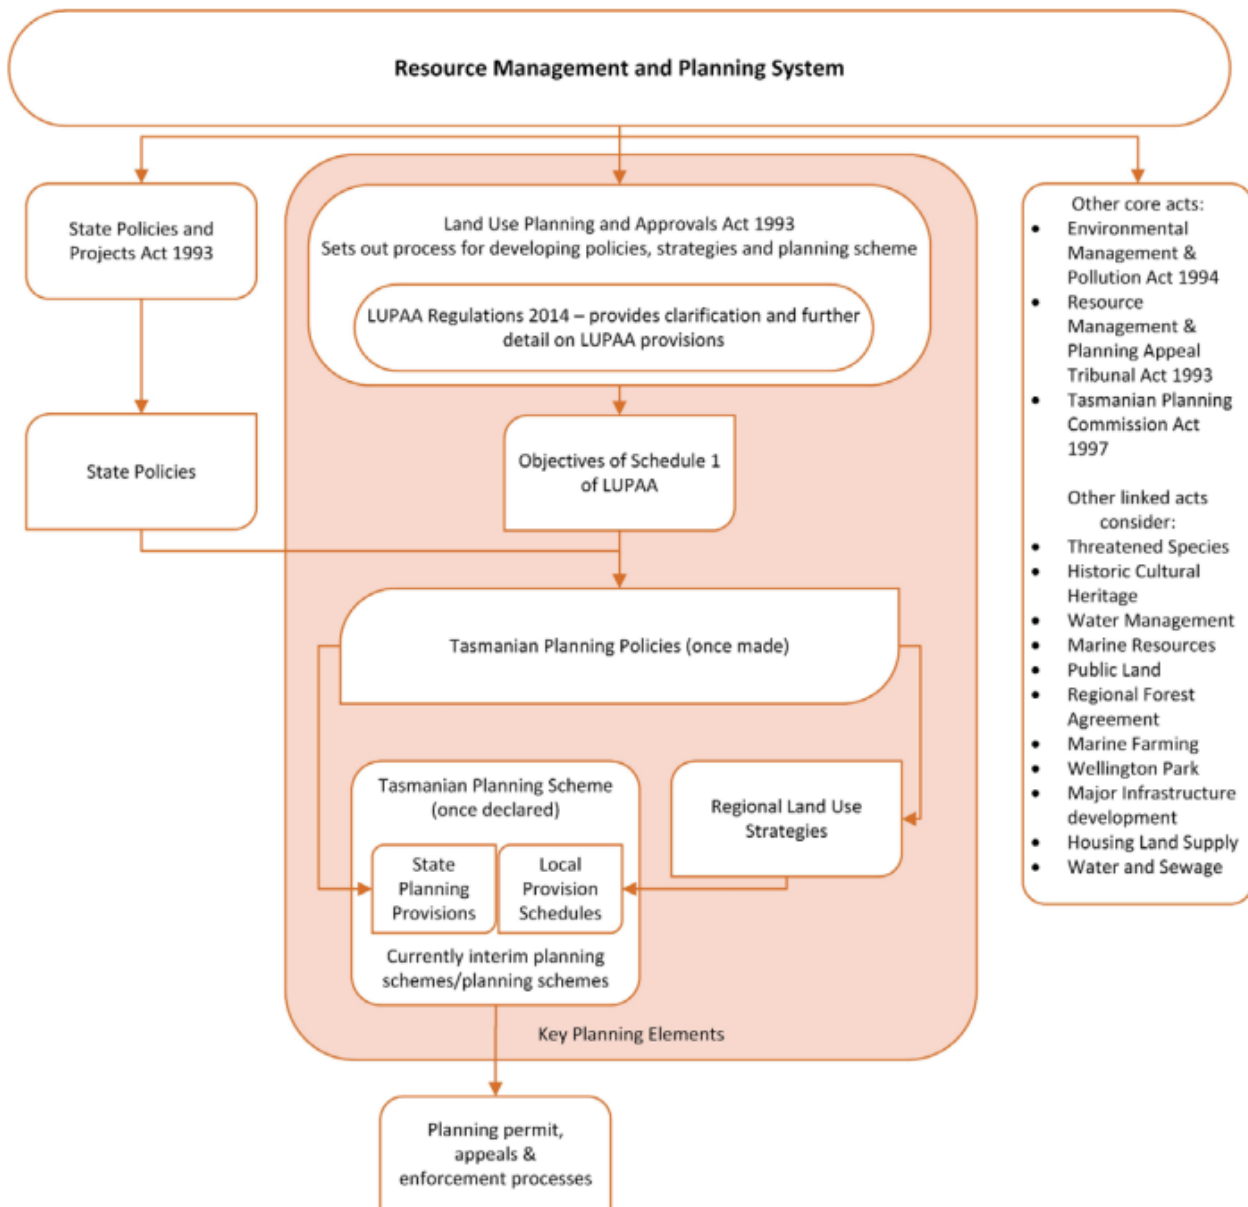 Resource Management and Planning System
State Policies and
Projects Act 1993
Land Use Planning and Approvals Act 1993
Sets out process for developing policies, strategies and planning scheme
LUPAA Regulations 2014 – provides clarification and further
detail on LUPAA provisions
Other core acts:
• Environmental
Management &
Pollution Act 1994
• Resource
Management &
Planning Appeal
Tribunal Act 1993
• Tasmanian Planning
Commission Act
1997
Other linked acts
consider:
• Threatened Species
• Historic Cultural
Heritage
• Water Management
• Marine Resources
• Public Land
• Regional Forest
Agreement
• Marine Farming
• Wellington Park
• Major Infrastructure
development
• Housing Land Supply
• Water and Sewage
State Policies
Objectives of Schedule 1
of LUPAA
Tasmanian Planning Policies (once made)
Tasmanian Planning Scheme
(once declared)
State
Planning
Provisions
Local
Provision
Schedules
Currently interim planning
schemes/planning schemes
Regional Land Use
Strategies
Key Planning Elements
Planning permit,
appeals &
enforcement processes